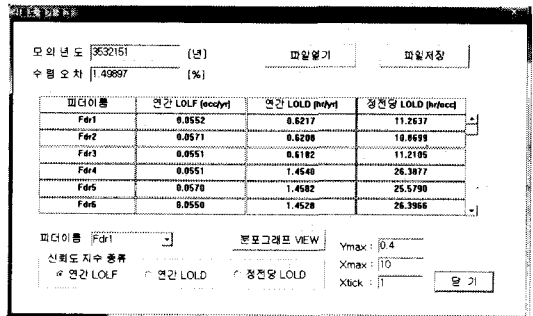 모의년도 3532151 [년] 파일열기 파일저장
수렴오차 1.49897 [%]
피더이름 연간 LOLF [occ/yr] 연간 LOLD [hr/yr] 정전당 LOLD [hr/occ]
Fdr1 0.0552 0.6217 11.2637
Fdr2 0.0571 0.6208 10.8699
Fdr3 0.0551 0.6182 11.2105
Fdr4 0.0551 1.4540 26.3877
Fdr5 0.0570 1.4582 25.5790
Fdr6 0.0550 1.4528 26.3966
피더이름 Fdr1 분포그래프 VIEW
Ymax : 0.4
신뢰도 지수 종류
Xmax : 10
연간 LOLF 연간 LOLD 정전당 LOLD
Xtick : 1 닫 기